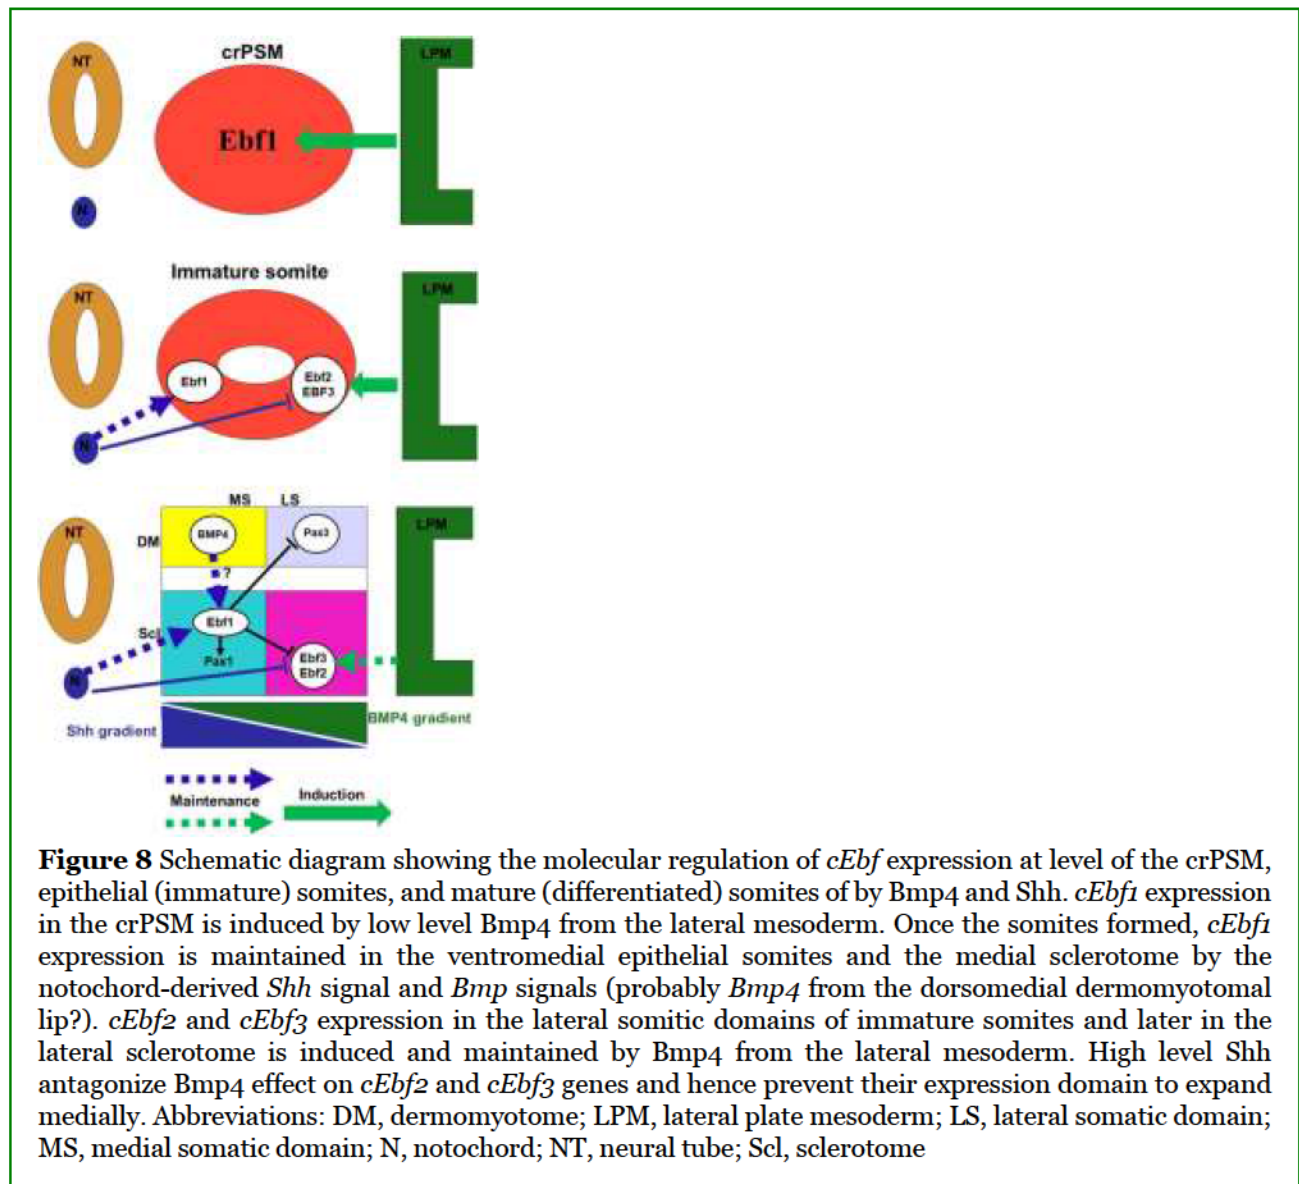 crPSM
NT
LPM
Ebf1
N
Immature somite
NT
LPM
Ebf1
Ebf2
EBF3
N
MS LS
NT
DM
BMP4
Pax3
LPM
?
Ebf1
Scl
Pax1
Ebf3
Ebf2
N
Shh gradient
BMP4 gradient
Maintenance
Induction
Figure 8 Schematic diagram showing the molecular regulation of cEbf expression at level of the crPSM,
epithelial (immature) somites, and mature (differentiated) somites of by Bmp4 and Shh. cEbf1 expression
in the crPSM is induced by low level Bmp4 from the lateral mesoderm. Once the somites formed, cEbf1
expression is maintained in the ventromedial epithelial somites and the medial sclerotome by the
notochord-derived Shh signal and Bmp signals (probably Bmp4 from the dorsomedial dermomyotomal
lip?). cEbf2 and cEbf3 expression in the lateral somitic domains of immature somites and later in the
lateral sclerotome is induced and maintained by Bmp4 from the lateral mesoderm. High level Shh
antagonize Bmp4 effect on cEbf2 and cEbf3 genes and hence prevent their expression domain to expand
medially. Abbreviations: DM, dermomyotome; LPM, lateral plate mesoderm; LS, lateral somatic domain;
MS, medial somatic domain; N, notochord; NT, neural tube; Scl, sclerotome